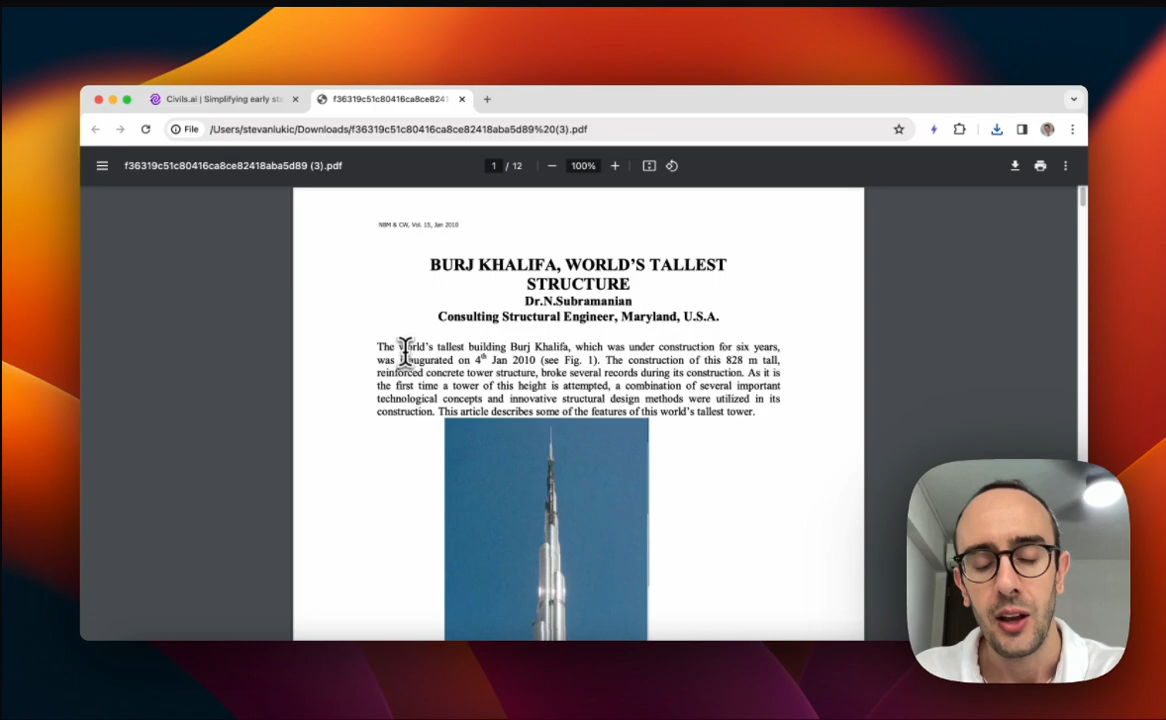 Civils.ai | Simplifying early sta
f36319c51c80416ca8ce8241
File /Users/stevanlukic/Downloads/f36319c51c80416ca8ce82418aba5d89%20(3).pdf
f36319c51c80416ca8ce82418aba5d89 (3).pdf 1 / 12 100%
NBM & CW, Vol. 15, Jan 2010
BURJ KHALIFA, WORLD'S TALLEST
STRUCTURE
Dr.N.Subramanian
Consulting Structural Engineer, Maryland, U.S.A.
The world's tallest building Burj Khalifa, which was under construction for six years,
was inaugurated on 4th Jan 2010 (see Fig. 1). The construction of this 828 m tall,
reinforced concrete tower structure, broke several records during its construction. As it is
the first time a tower of this height is attempted, a combination of several important
technological concepts and innovative structural design methods were utilized in its
construction. This article describes some of the features of this world's tallest tower.